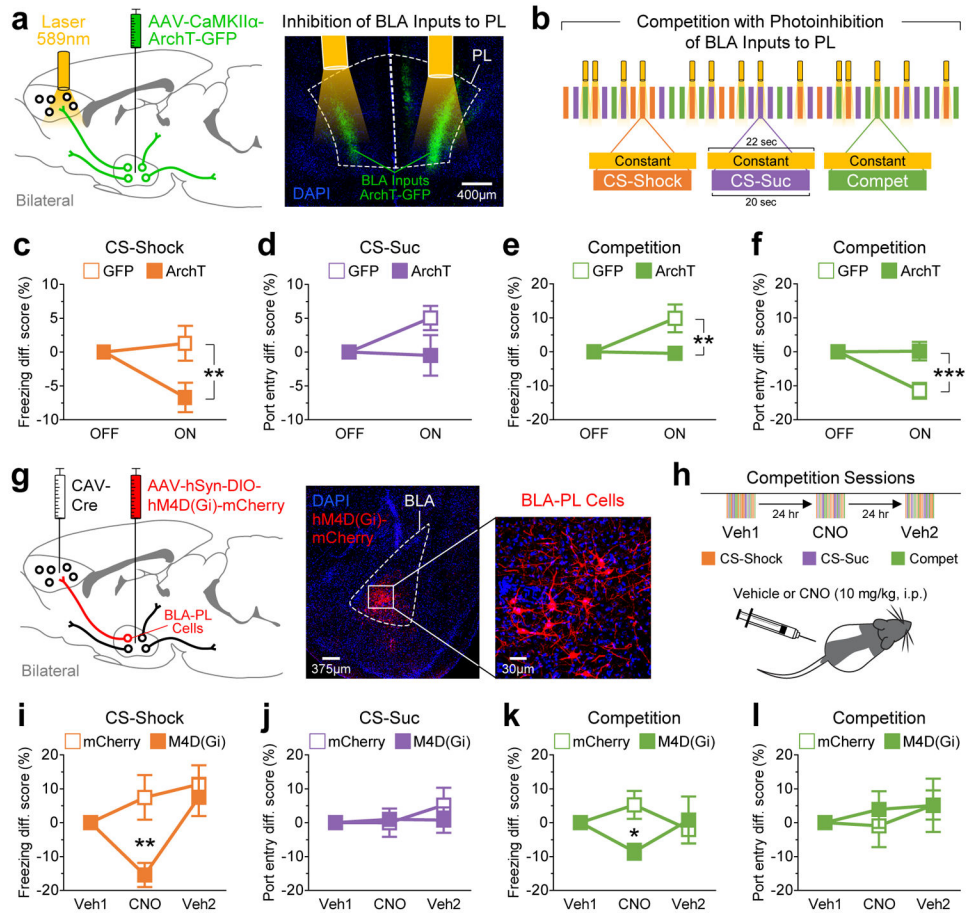 a
Laser
589nm
AAV-CaMKIIα-
ArchT-GFP
Bilateral
Inhibition of BLA Inputs to PL
PL
DAPI
BLA Inputs
ArchT-GFP
400μm
b
Competition with Photoinhibition
of BLA Inputs to PL
22 sec
Constant
Constant
Constant
CS-Shock
CS-Suc
Compet
20 sec
c
CS-Shock
GFP
ArchT
Freezing diff. score (%)
10
5
0
-5
-10
**
OFF
ON
d
CS-Suc
GFP
ArchT
Port entry diff. score (%)
10
5
0
-5
-10
OFF
ON
e
Competition
GFP
ArchT
Freezing diff. score (%)
20
10
0
-10
-20
**
OFF
ON
f
Competition
GFP
ArchT
Port entry diff. score (%)
20
10
0
-10
-20
***
OFF
ON
g
CAV-
Cre
AAV-hSyn-DIO-
hM4D(Gi)-mCherry
BLA-PL
Cells
Bilateral
DAPI
hM4D(Gi)-
mCherry
BLA
375μm
BLA-PL Cells
30μm
h
Competition Sessions
24 hr
24 hr
Veh1
CNO
Veh2
CS-Shock
CS-Suc
Compet
Vehicle or CNO (10 mg/kg, i.p.)
i
CS-Shock
mCherry
M4D(Gi)
Freezing diff. score (%)
20
10
0
-10
-20
**
Veh1
CNO
Veh2
j
CS-Suc
mCherry
M4D(Gi)
Port entry diff. score (%)
20
10
0
-10
-20
Veh1
CNO
Veh2
k
Competition
mCherry
M4D(Gi)
Freezing diff. score (%)
20
10
0
-10
-20
*
Veh1
CNO
Veh2
l
Competition
mCherry
M4D(Gi)
Port entry diff. score (%)
20
10
0
-10
-20
Veh1
CNO
Veh2